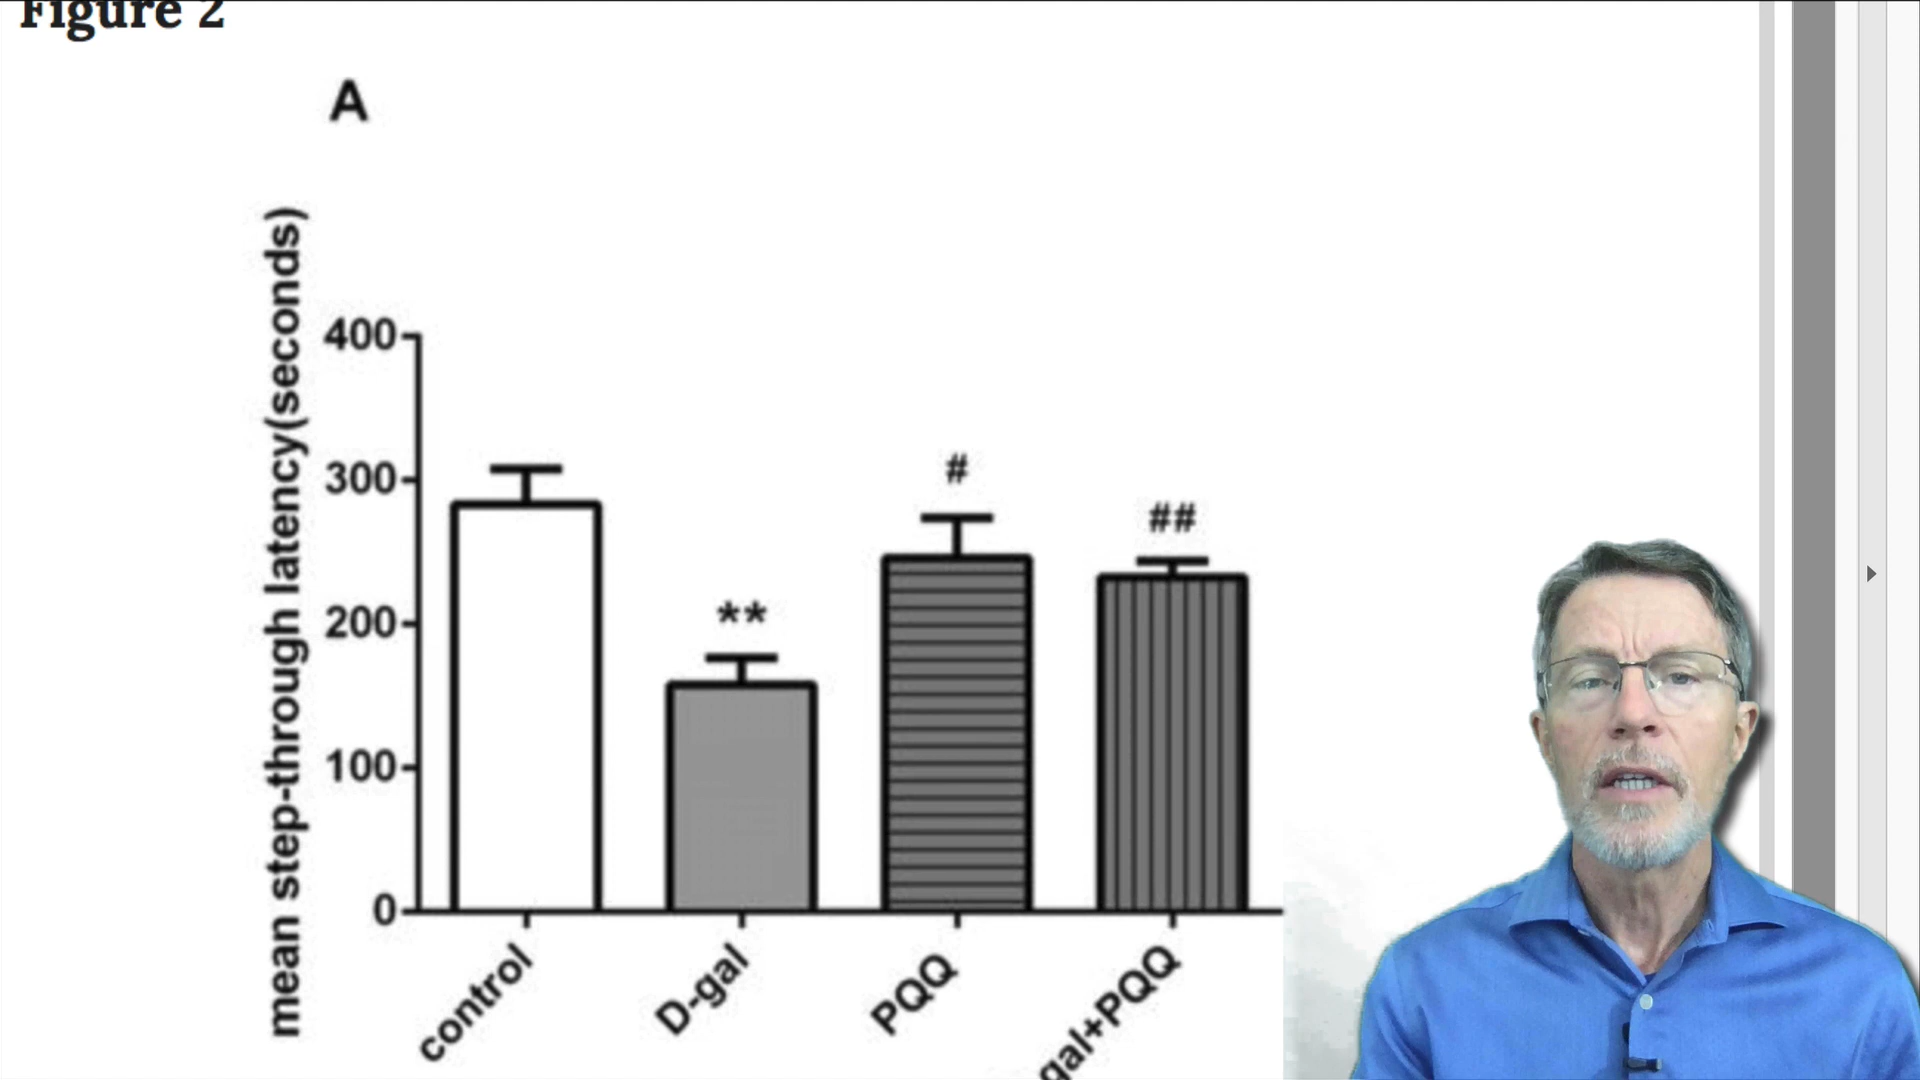 Figure 2
A
mean step-through latency(seconds)
400
300
200
100
0
**
#
##
control
D-gal
PQQ
gal+PQQ